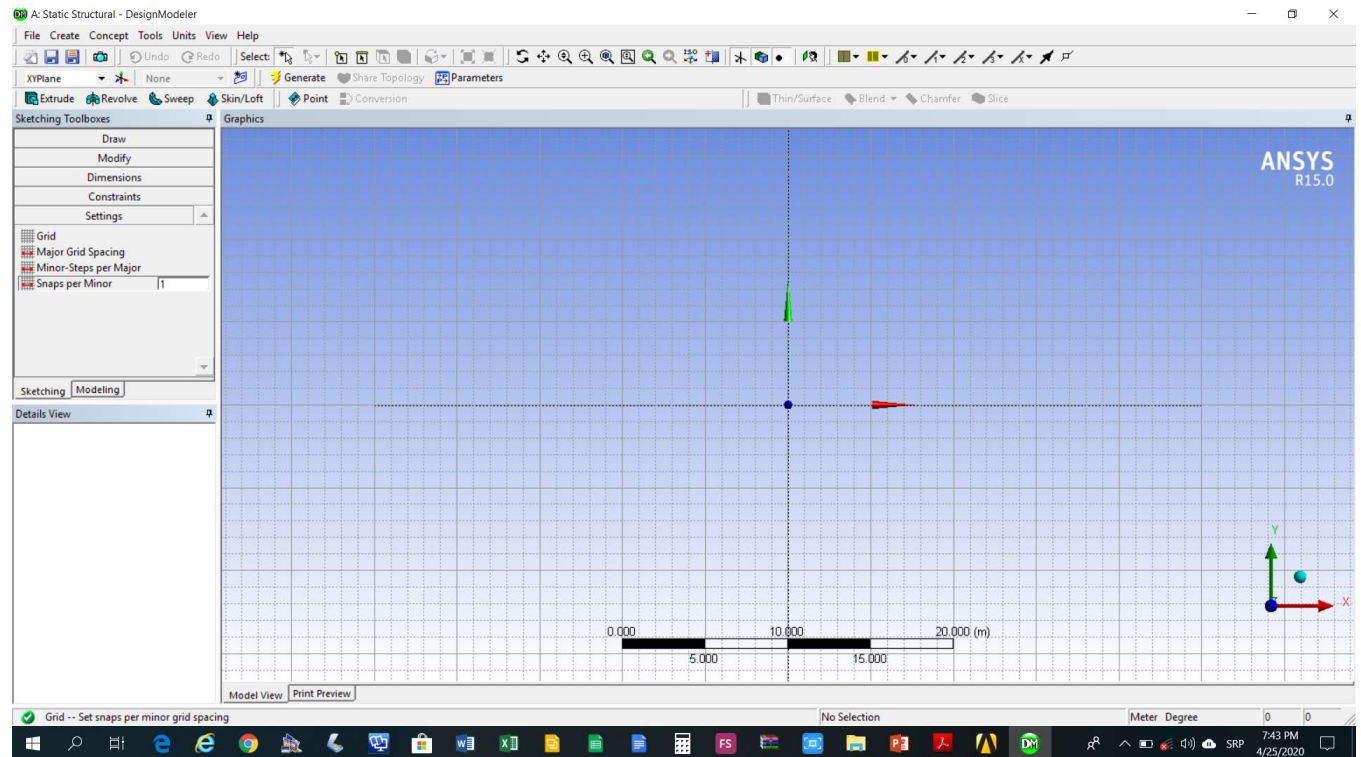 DM A: Static Structural - DesignModeler
File Create Concept Tools Units View Help
Undo Redo Select:
XYPlane None Generate Share Topology Parameters
Extrude Revolve Sweep Skin/Loft Point Conversion Thin/Surface Blend Chamfer Slice
Sketching Toolboxes Graphics
Draw
Modify
Dimensions
Constraints
Settings
Grid
Major Grid Spacing
Minor-Steps per Major
Snaps per Minor 1
Sketching Modeling
Details View
ANSYS
R15.0
Y
X
0.000 10.000 20.000 (m)
5.000 15.000
Model View Print Preview
Grid -- Set snaps per minor grid spacing No Selection Meter Degree 0 0
FS DM SRP 7:43 PM
4/25/2020